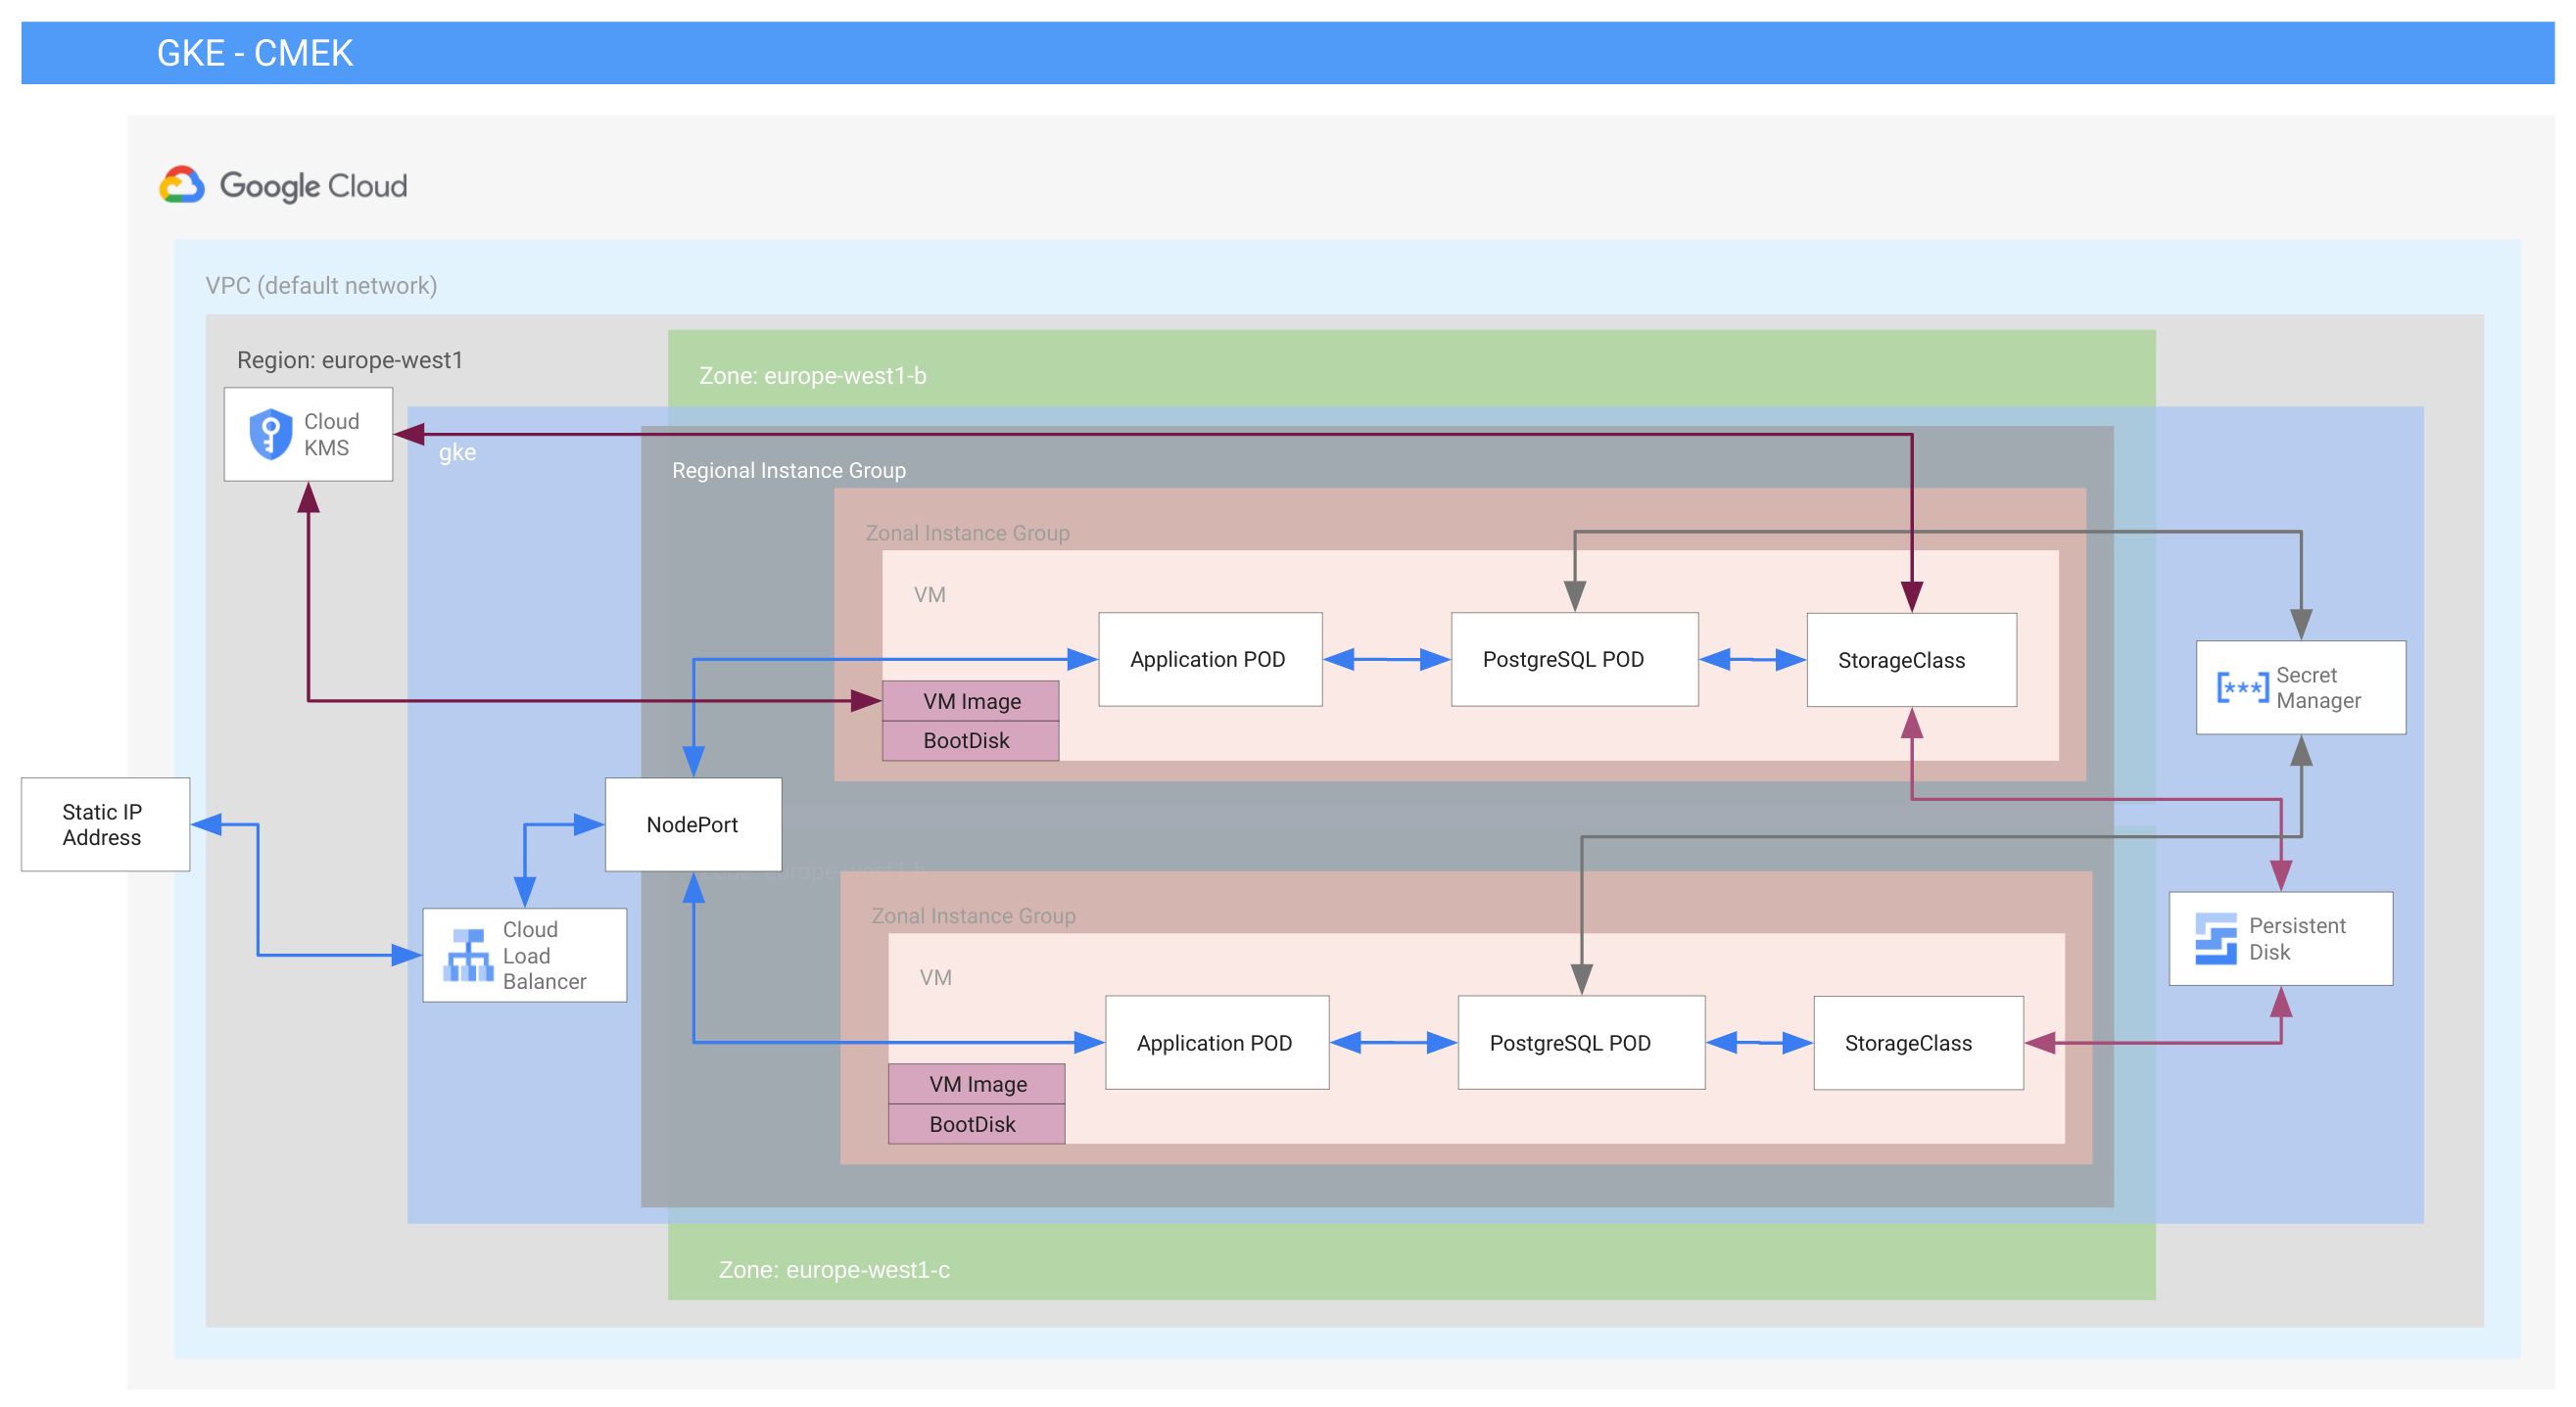 GKE - CMEK
Google Cloud
VPC (default network)
Region: europe-west1
Zone: europe-west1-b
Cloud
KMS
gke
Regional Instance Group
Zonal Instance Group
VM
Application POD
PostgreSQL POD
StorageClass
VM Image
BootDisk
Secret
Manager
[***]
Static IP
Address
NodePort
Zone: europe-west1-b
Cloud
Load
Balancer
Zonal Instance Group
VM
Application POD
PostgreSQL POD
StorageClass
VM Image
BootDisk
Persistent
Disk
Zone: europe-west1-c